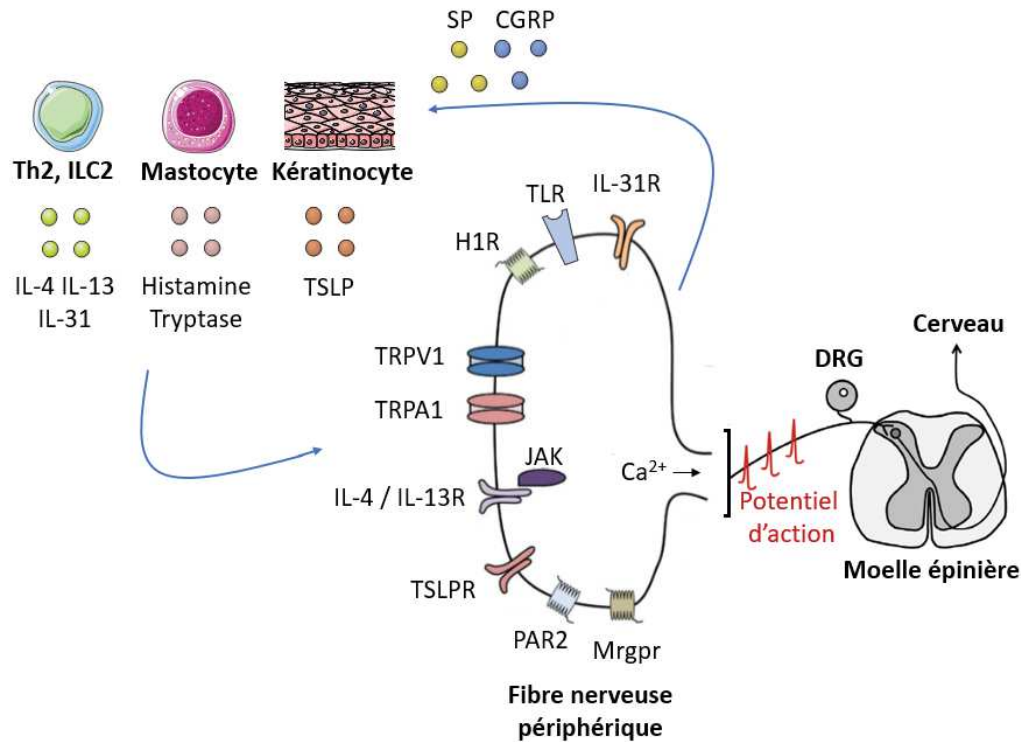 SP CGRP
Th2, ILC2 Mastocyte Kératinocyte
IL-4 IL-13
IL-31
Histamine
Tryptase
TSLP
IL-31R
TLR
H1R
TRPV1
TRPA1
JAK
IL-4 / IL-13R
TSLPR
PAR2
Mrgpr
Fibre nerveuse
périphérique
Ca²⁺
Potentiel
d'action
DRG
Cerveau
Moelle épinière